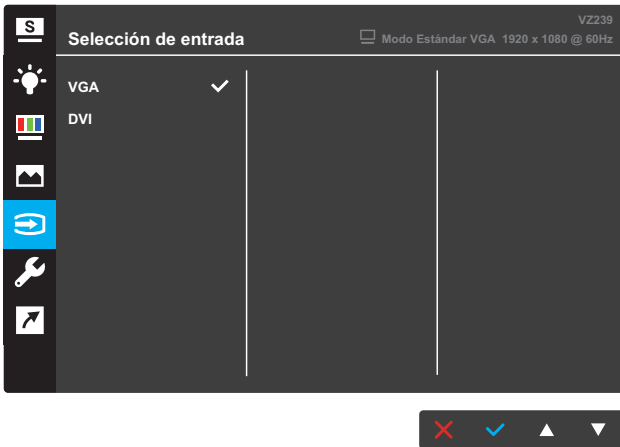 S
VZ239
Selección de entrada
Modo Estándar VGA 1920 x 1080 @ 60Hz
VGA
DVI